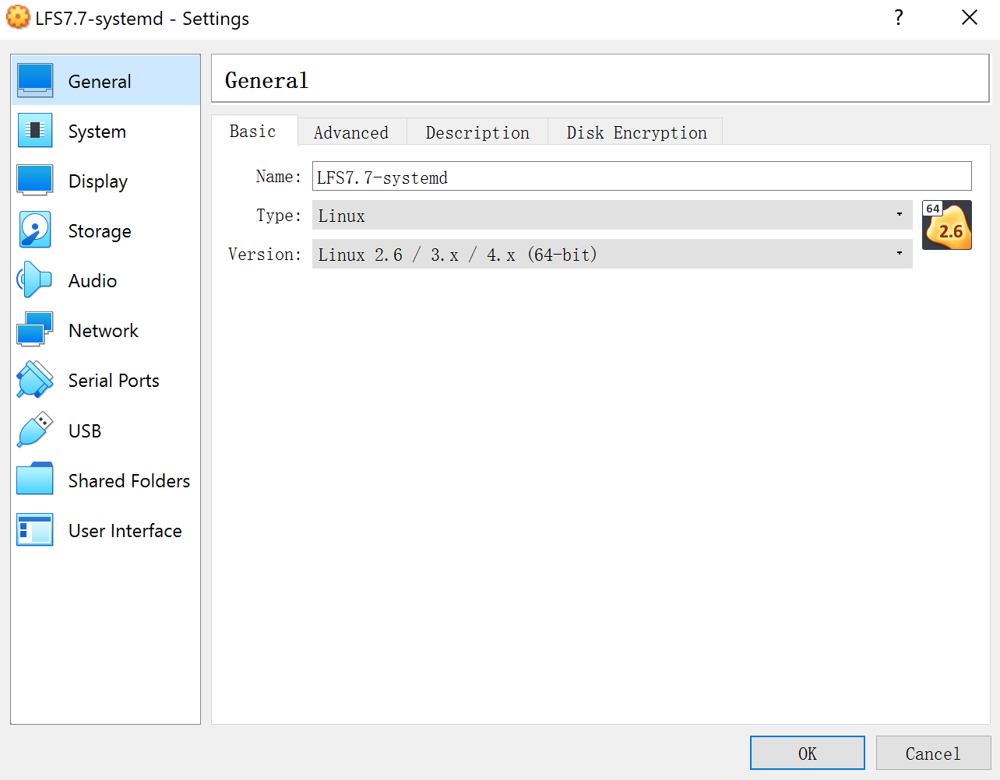 LFS7.7-systemd - Settings
?
General
System
Display
Storage
Audio
Network
Serial Ports
USB
Shared Folders
User Interface
General
Basic Advanced Description Disk Encryption
Name: LFS7.7-systemd
Type: Linux
64
2.6
Version: Linux 2.6 / 3.x / 4.x (64-bit)
OK Cancel